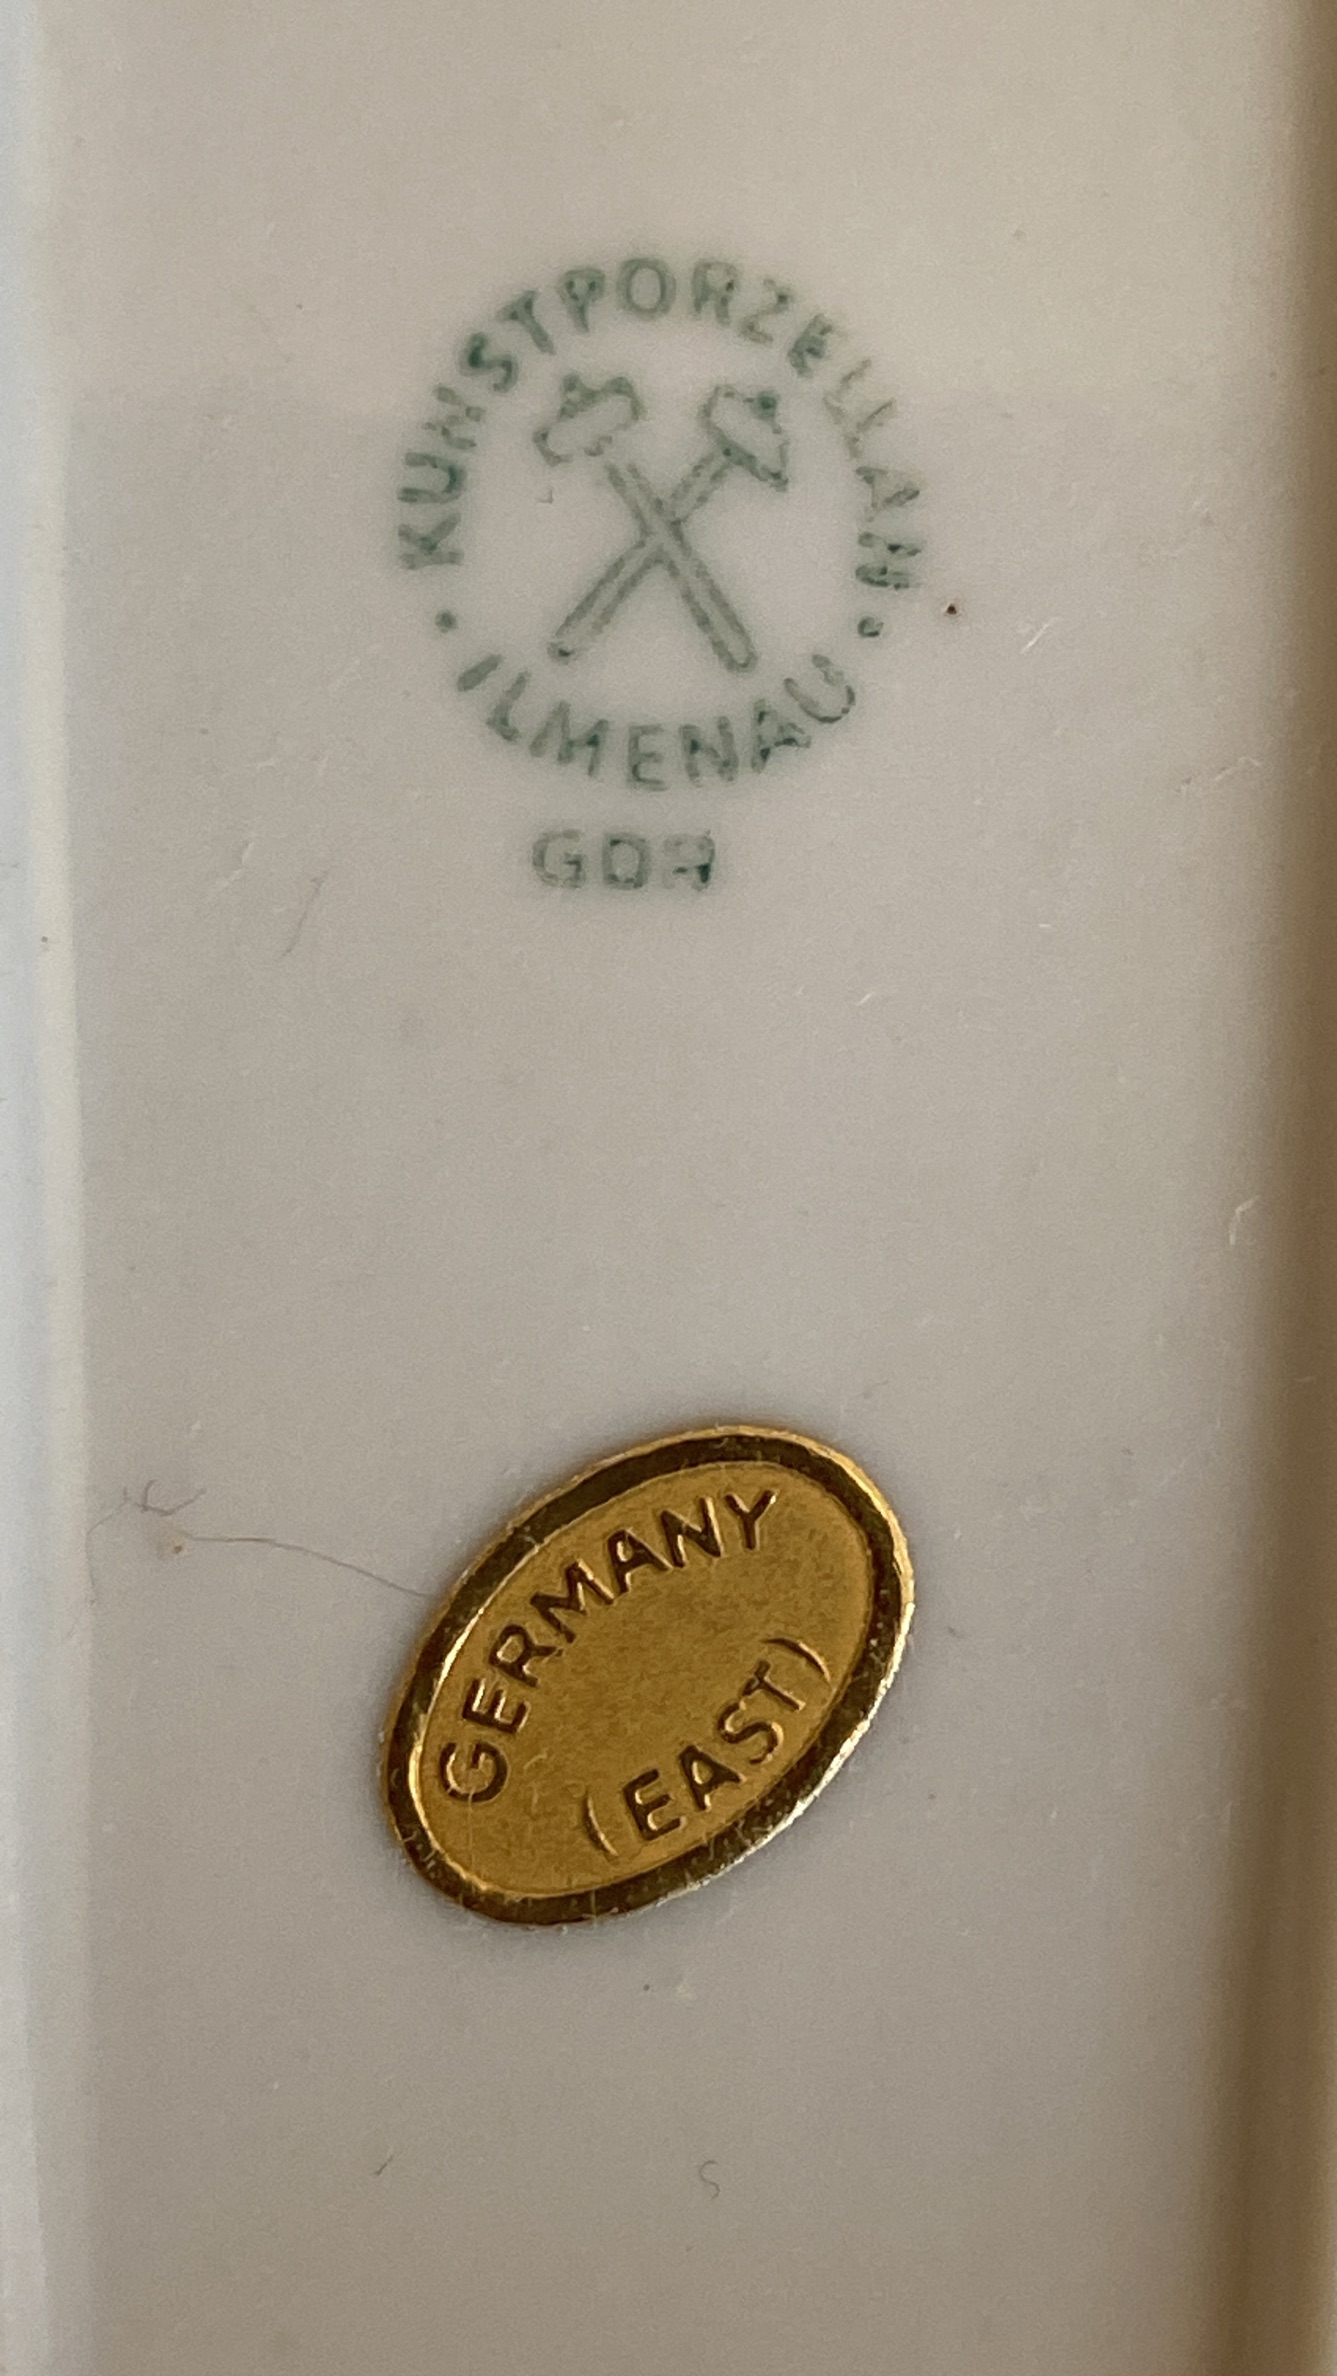 KUNSTPORZELLAN
• ILMENAU •
GDR
GERMANY
(EAST)